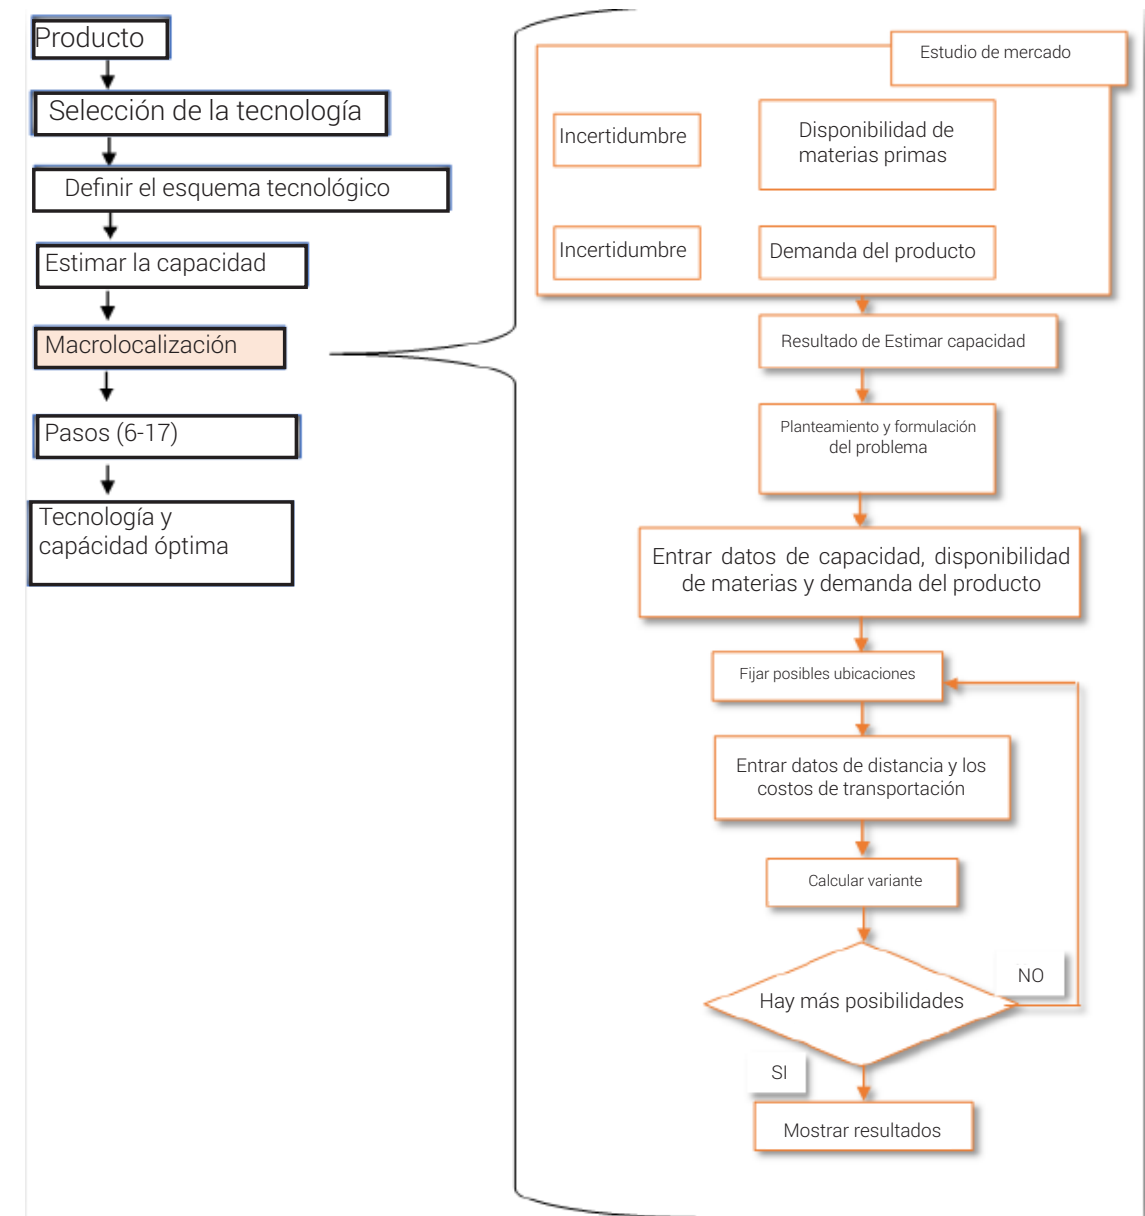 Producto
Selección de la tecnología
Definir el esquema tecnológico
Estimar la capacidad
Macrolocalización
Pasos (6-17)
Tecnología y
capácidad óptima
Estudio de mercado
Incertidumbre
Disponibilidad de
materias primas
Incertidumbre
Demanda del producto
Resultado de Estimar capacidad
Planteamiento y formulación
del problema
Entrar datos de capacidad, disponibilidad
de materias y demanda del producto
Fijar posibles ubicaciones
Entrar datos de distancia y los
costos de transportación
Calcular variante
Hay más posibilidades
NO
SI
Mostrar resultados